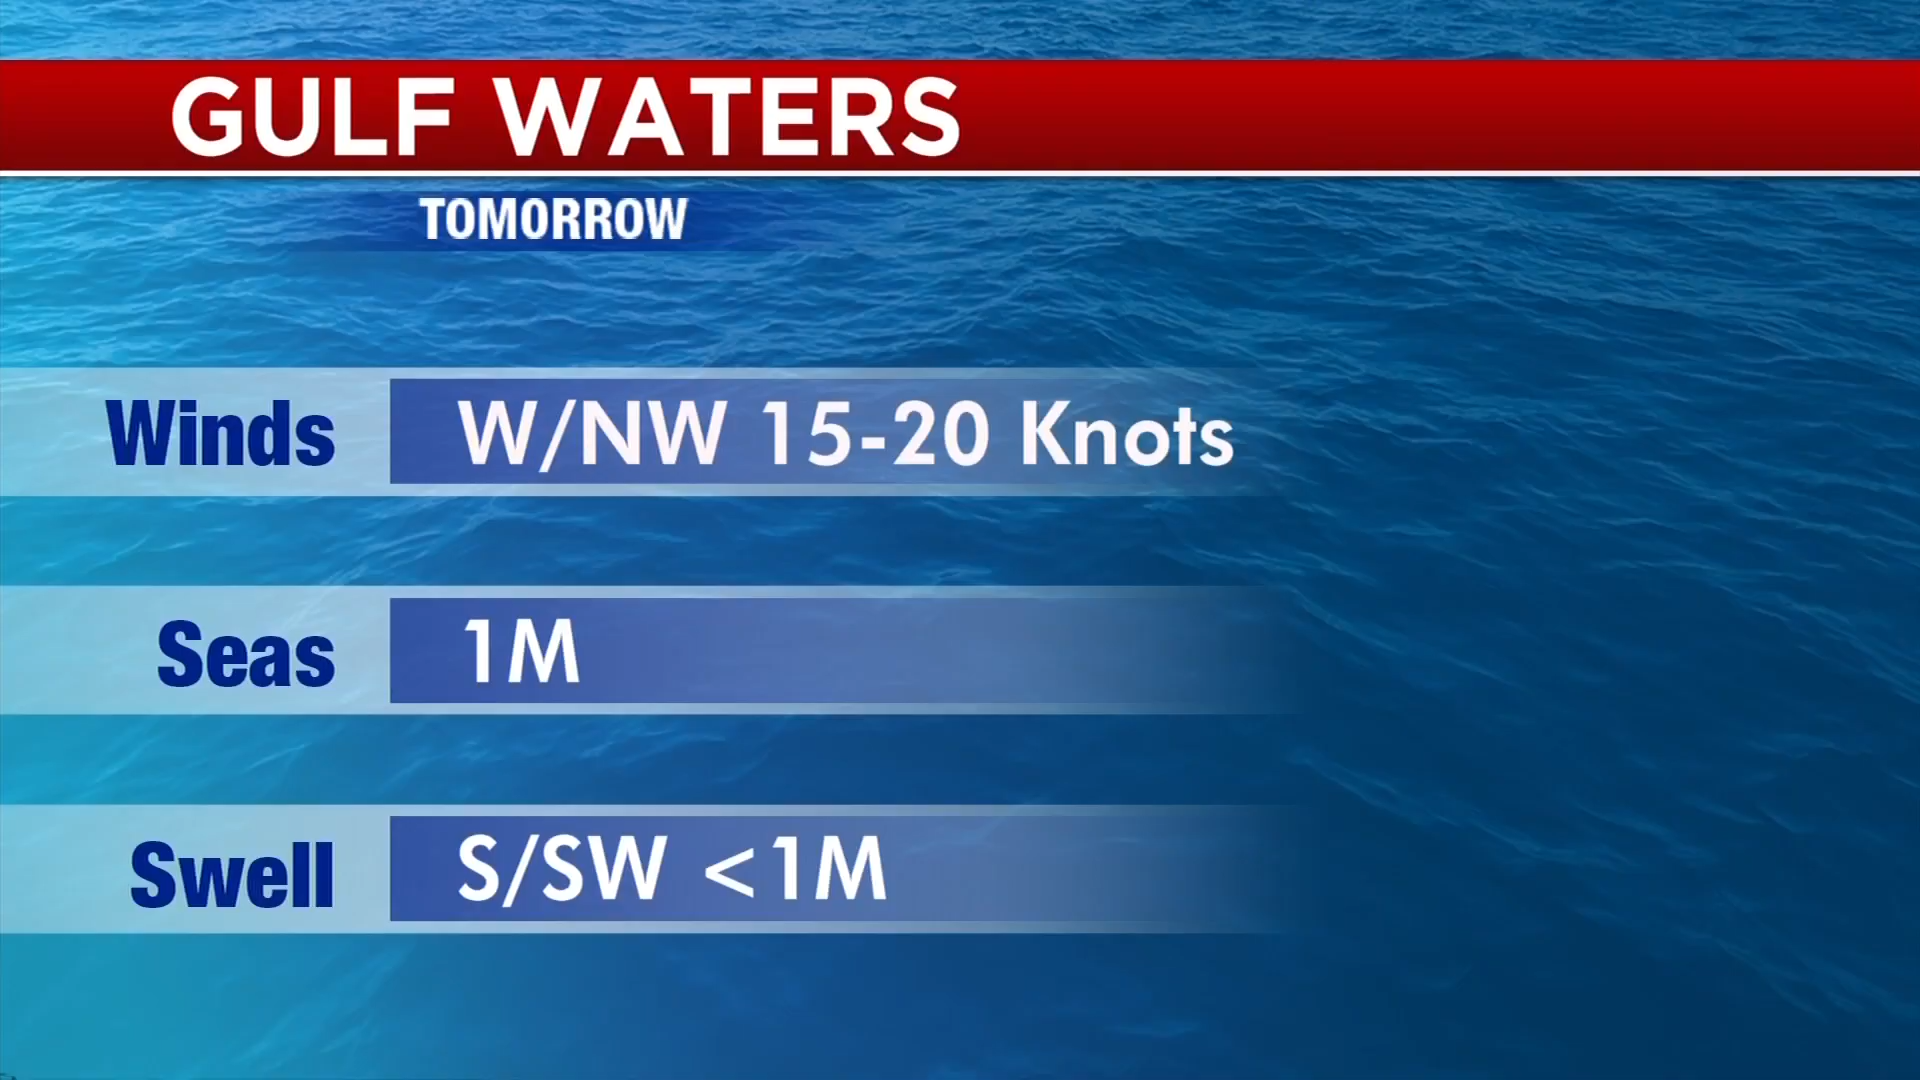 GULF WATERS
TOMORROW
Winds W/NW 15-20 Knots
Seas 1M
Swell S/SW <1M